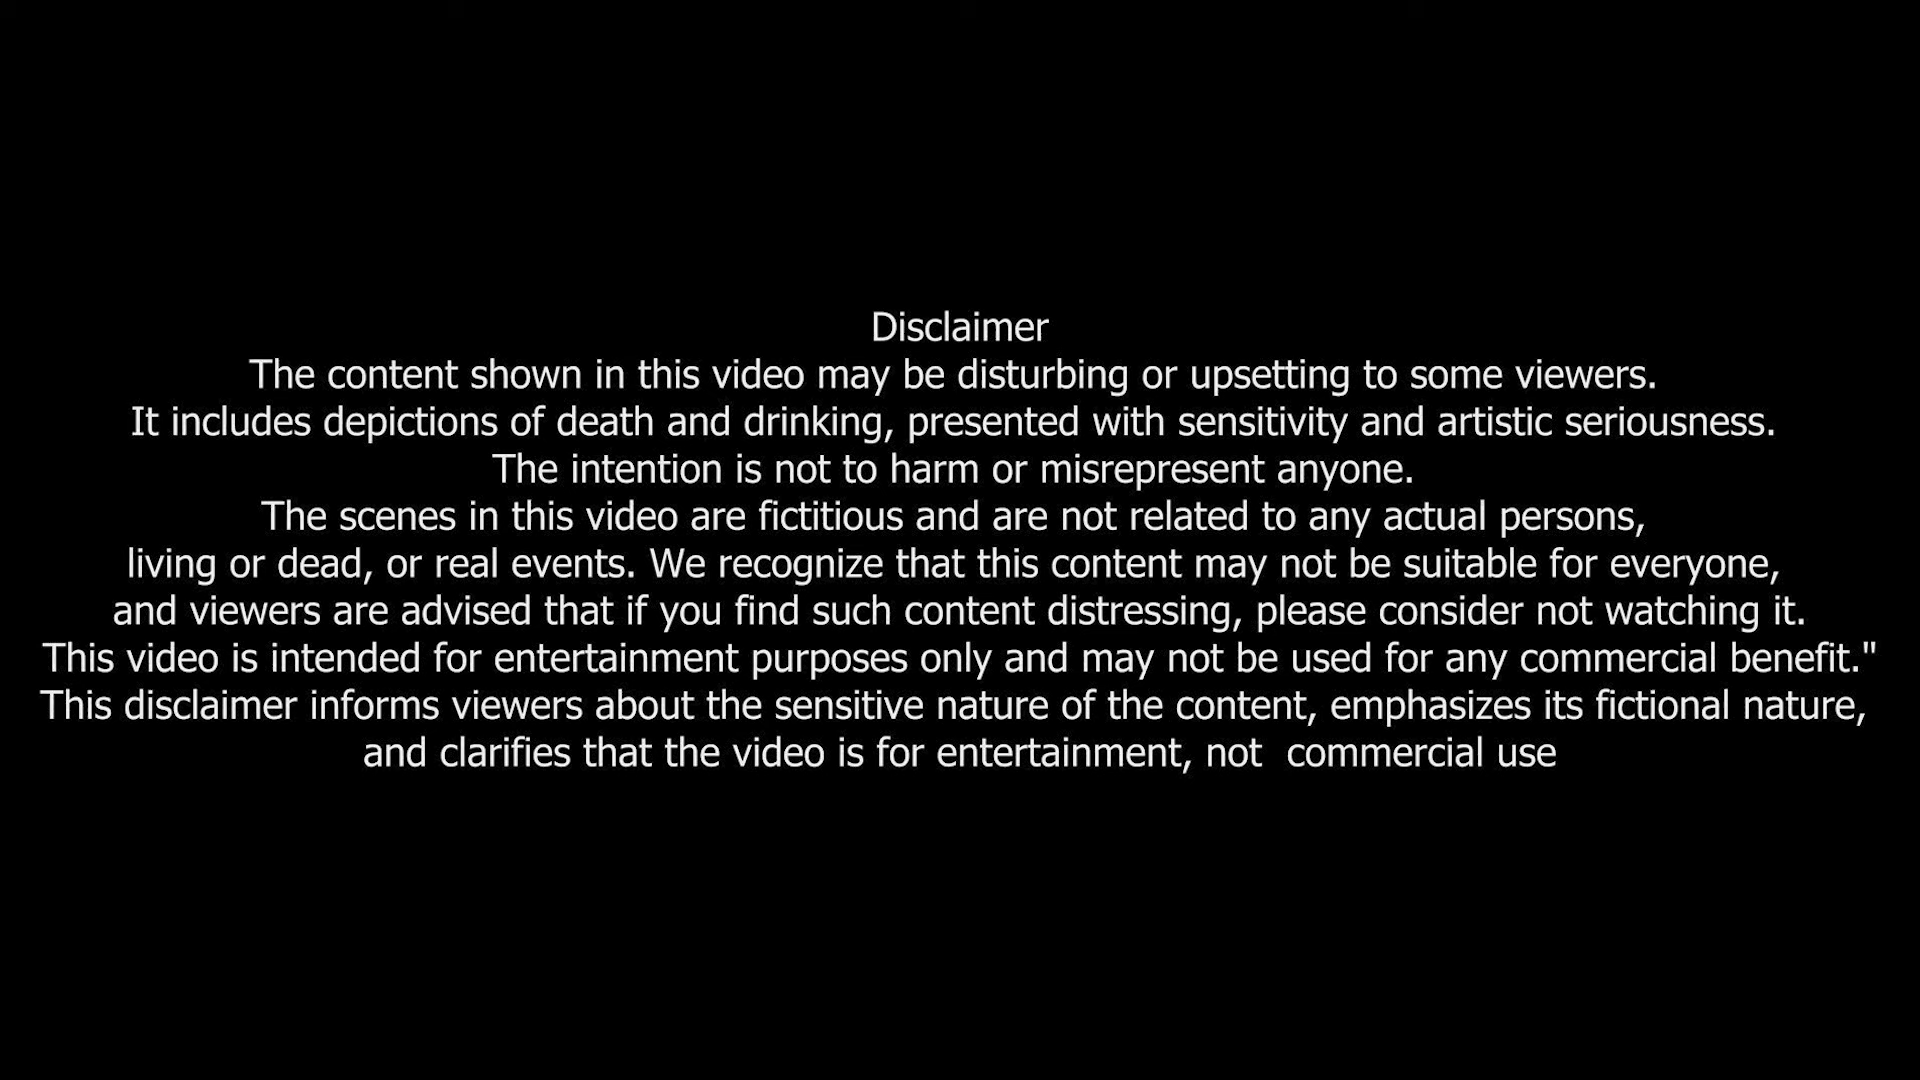 Disclaimer
The content shown in this video may be disturbing or upsetting to some viewers.
It includes depictions of death and drinking, presented with sensitivity and artistic seriousness.
The intention is not to harm or misrepresent anyone.
The scenes in this video are fictitious and are not related to any actual persons,
living or dead, or real events. We recognize that this content may not be suitable for everyone,
and viewers are advised that if you find such content distressing, please consider not watching it.
This video is intended for entertainment purposes only and may not be used for any commercial benefit."
This disclaimer informs viewers about the sensitive nature of the content, emphasizes its fictional nature,
and clarifies that the video is for entertainment, not  commercial use